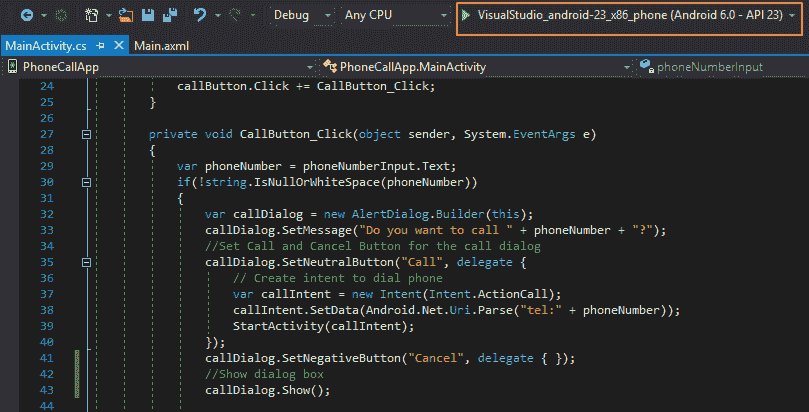 Debug Any CPU VisualStudio_android-23_x86_phone (Android 6.0 - API 23)
MainActivity.cs Main.axml
PhoneCallApp PhoneCallApp.MainActivity phoneNumberInput
24 callButton.Click += CallButton_Click;
25 }
26
27 private void CallButton_Click(object sender, System.EventArgs e)
28 {
29 var phoneNumber = phoneNumberInput.Text;
30 if(!string.IsNullOrWhiteSpace(phoneNumber))
31 {
32 var callDialog = new AlertDialog.Builder(this);
33 callDialog.SetMessage("Do you want to call " + phoneNumber + "?");
34 //Set Call and Cancel Button for the call dialog
35 callDialog.SetNeutralButton("Call", delegate {
36 // Create intent to dial phone
37 var callIntent = new Intent(Intent.ActionCall);
38 callIntent.SetData(Android.Net.Uri.Parse("tel:" + phoneNumber));
39 StartActivity(callIntent);
40 });
41 callDialog.SetNegativeButton("Cancel", delegate { });
42 //Show dialog box
43 callDialog.Show();
44